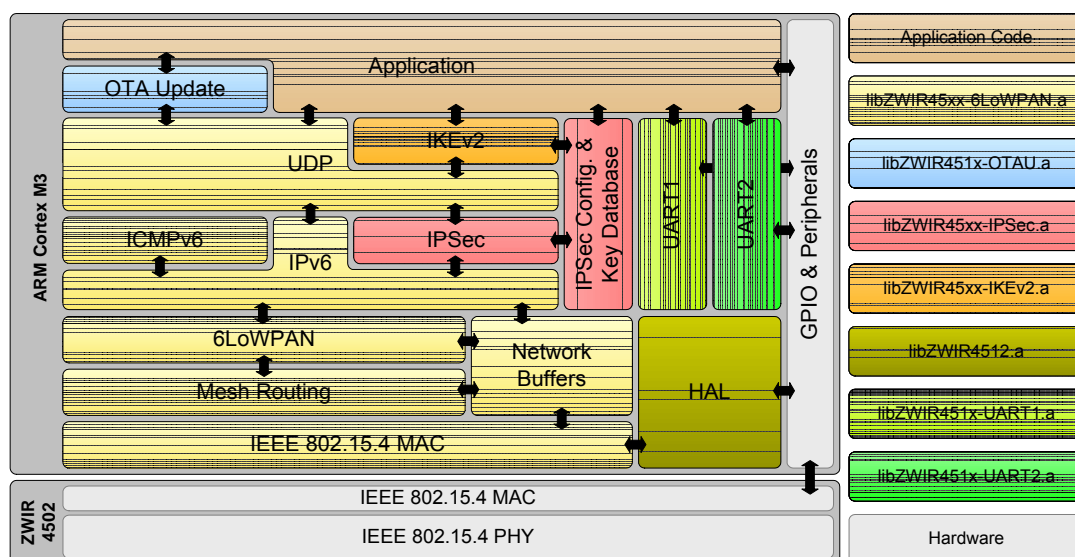 Application
OTA Update
IKEv2
UDP
IPSec Config. &
Key Database
UART1
UART2
GPIO & Peripherals
ICMPv6
IPv6
IPSec
6LoWPAN
Network
Buffers
Mesh Routing
HAL
IEEE 802.15.4 MAC
ARM Cortex M3
ZWIR
4502
IEEE 802.15.4 MAC
IEEE 802.15.4 PHY
Application Code
libZWIR45xx-6LoWPAN.a
libZWIR451x-OTAU.a
libZWIR45xx-IPSec.a
libZWIR45xx-IKEv2.a
libZWIR4512.a
libZWIR451x-UART1.a
libZWIR451x-UART2.a
Hardware